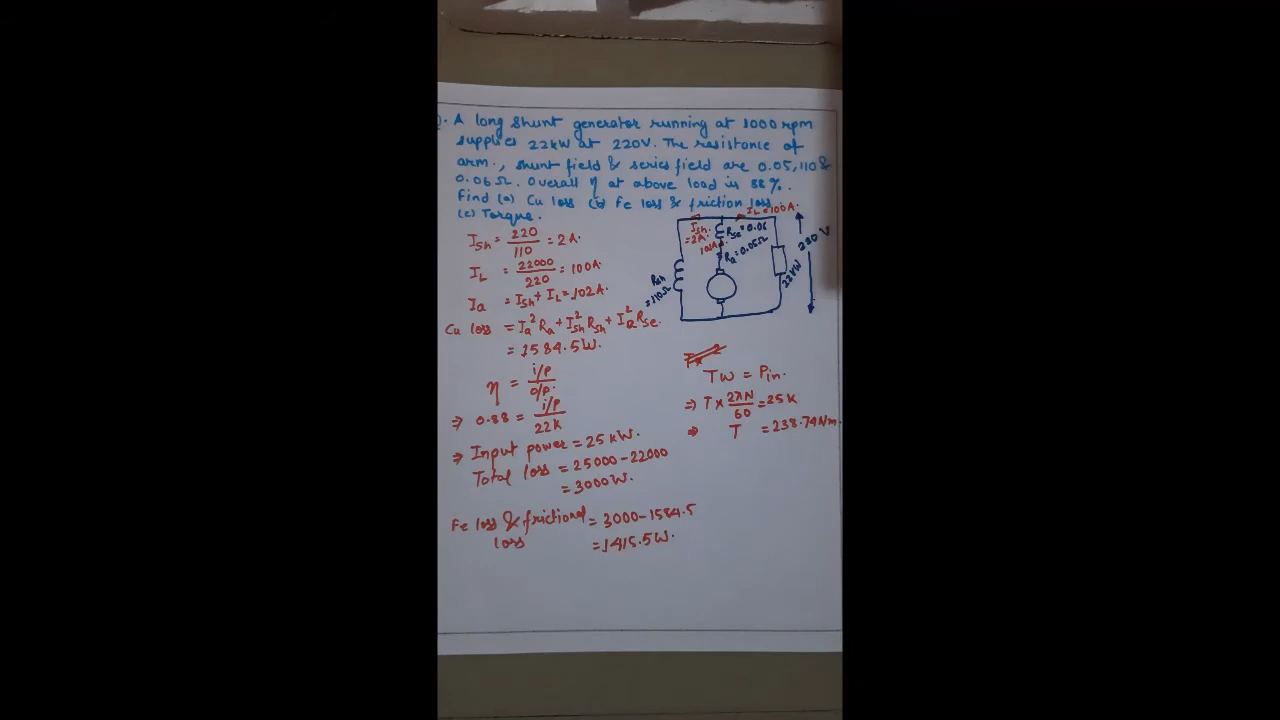 Q. A long shunt generator running at 1000 rpm
supplies 22kW at 220V. The resistance of
arm., shunt field & series field are 0.05, 110 &
0.06 Ω. Overall η at above load is 88 %.
Find (a) Cu loss (b) Fe loss & friction loss
(c) Torque.
Ish = 220/110 = 2A.
IL = 22000/220 = 100A.
Ia = Ish + IL = 102A.
Cu loss = Ia²Ra + Ish²Rsh + Ia²Rse.
= 1584.5W.
η = i/p / o/p.
⇒ 0.88 = i/p / 22K
⇒ Input power = 25kW.
Total loss = 25000-22000
= 3000W.
Fe loss & frictional = 3000-1584.5
loss = 1415.5W.
IL=100A.
Ish
=2A.
102A
Rse=0.06
Ra=0.05Ω
Rsh
=110Ω
22kW
220V
Tω = Pin.
⇒ T × 2πN/60 = 25K
⇒ T = 238.74Nm.